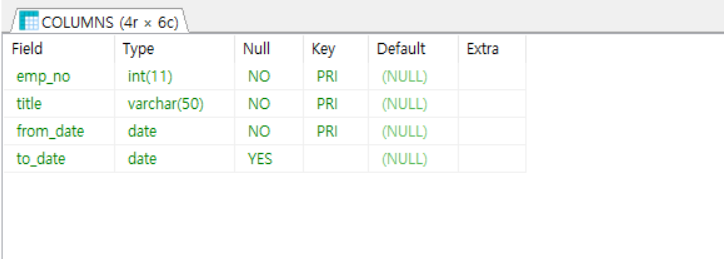 COLUMNS (4r × 6c)
Field Type Null Key Default Extra
emp_no int(11) NO PRI (NULL)
title varchar(50) NO PRI (NULL)
from_date date NO PRI (NULL)
to_date date YES (NULL)